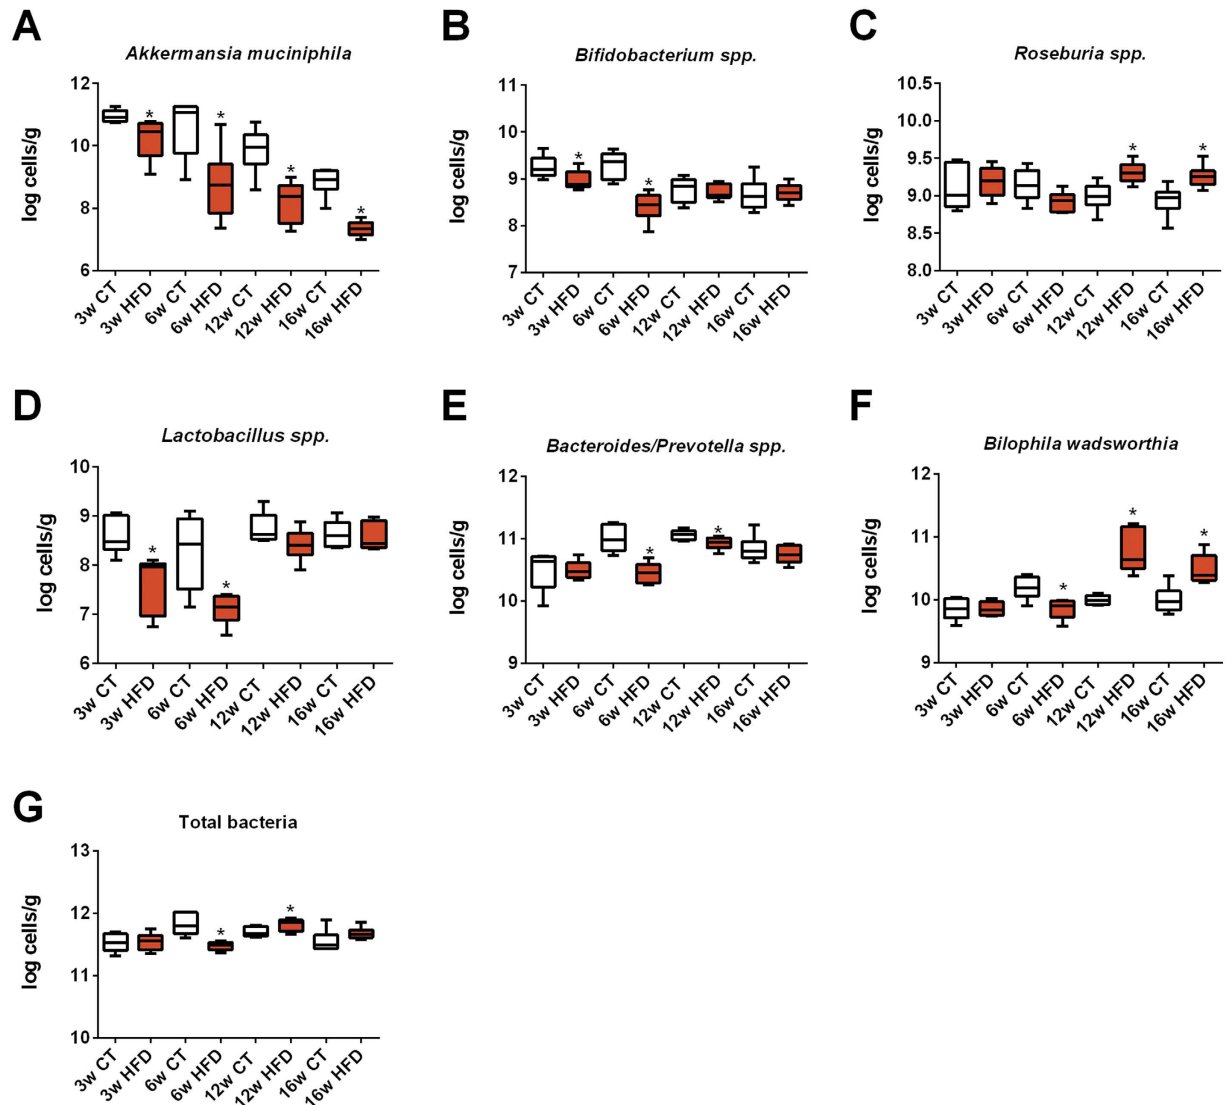 A
Akkermansia muciniphila
log cells/g
12
10
8
6
3w CT
3w HFD
6w CT
6w HFD
12w CT
12w HFD
16w CT
16w HFD
*
*
*
*
B
Bifidobacterium spp.
log cells/g
11
10
9
8
7
3w CT
3w HFD
6w CT
6w HFD
12w CT
12w HFD
16w CT
16w HFD
*
*
C
Roseburia spp.
log cells/g
10.5
10.0
9.5
9.0
8.5
8.0
3w CT
3w HFD
6w CT
6w HFD
12w CT
12w HFD
16w CT
16w HFD
*
*
D
Lactobacillus spp.
log cells/g
10
9
8
7
6
3w CT
3w HFD
6w CT
6w HFD
12w CT
12w HFD
16w CT
16w HFD
*
*
E
Bacteroides/Prevotella spp.
log cells/g
12
11
10
9
3w CT
3w HFD
6w CT
6w HFD
12w CT
12w HFD
16w CT
16w HFD
*
*
F
Bilophila wadsworthia
log cells/g
12
11
10
9
3w CT
3w HFD
6w CT
6w HFD
12w CT
12w HFD
16w CT
16w HFD
*
*
*
G
Total bacteria
log cells/g
13
12
11
10
3w CT
3w HFD
6w CT
6w HFD
12w CT
12w HFD
16w CT
16w HFD
*
*